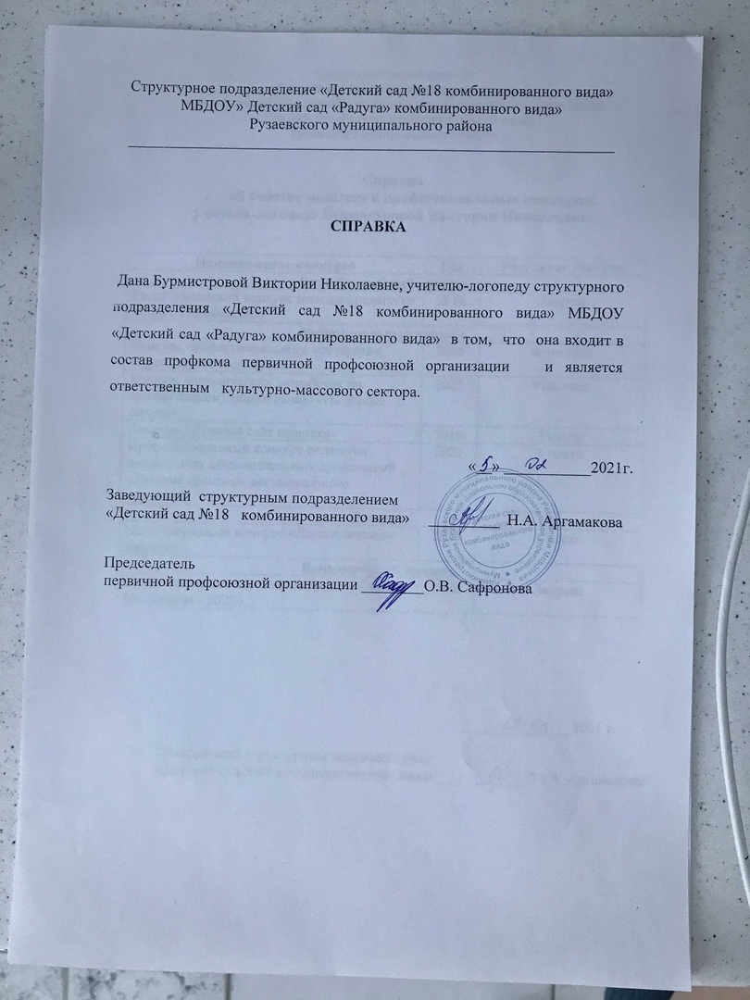 Структурное подразделение «Детский сад №18 комбинированного вида»
МБДОУ» Детский сад «Радуга» комбинированного вида»
Рузаевского муниципального района
СПРАВКА
Дана Бурмистровой Виктории Николаевне, учителю-логопеду структурного
подразделения «Детский сад №18 комбинированного вида» МБДОУ
«Детский сад «Радуга» комбинированного вида» в том, что она входит в
состав профкома первичной профсоюзной организации и является
ответственным культурно-массового сектора.
«5» 02 2021г.
Заведующий структурным подразделением
«Детский сад №18 комбинированного вида» Н.А. Аргамакова
комбинированного
вида
Председатель
первичной профсоюзной организации О.В. Сафронова